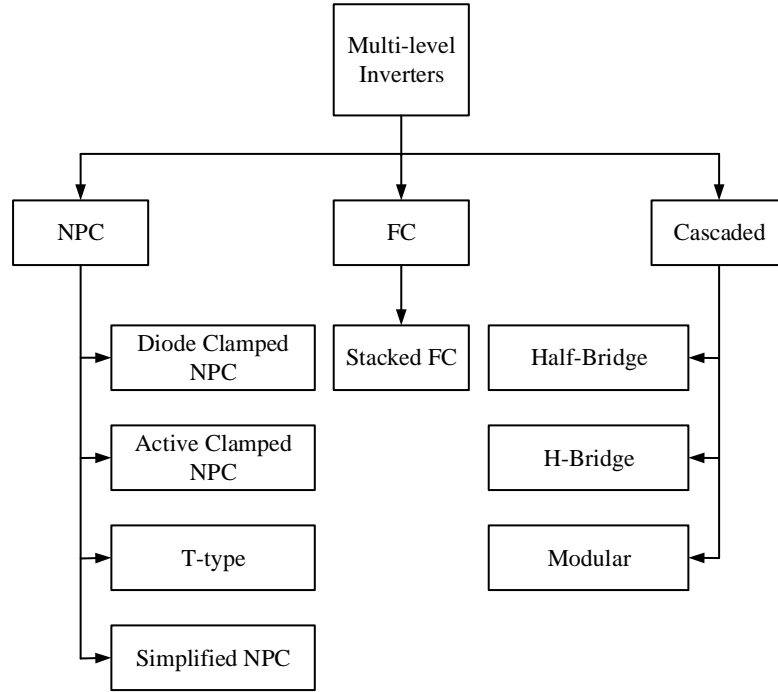 Multi-level
Inverters
NPC
FC
Cascaded
Diode Clamped
NPC
Stacked FC
Half-Bridge
Active Clamped
NPC
H-Bridge
T-type
Modular
Simplified NPC